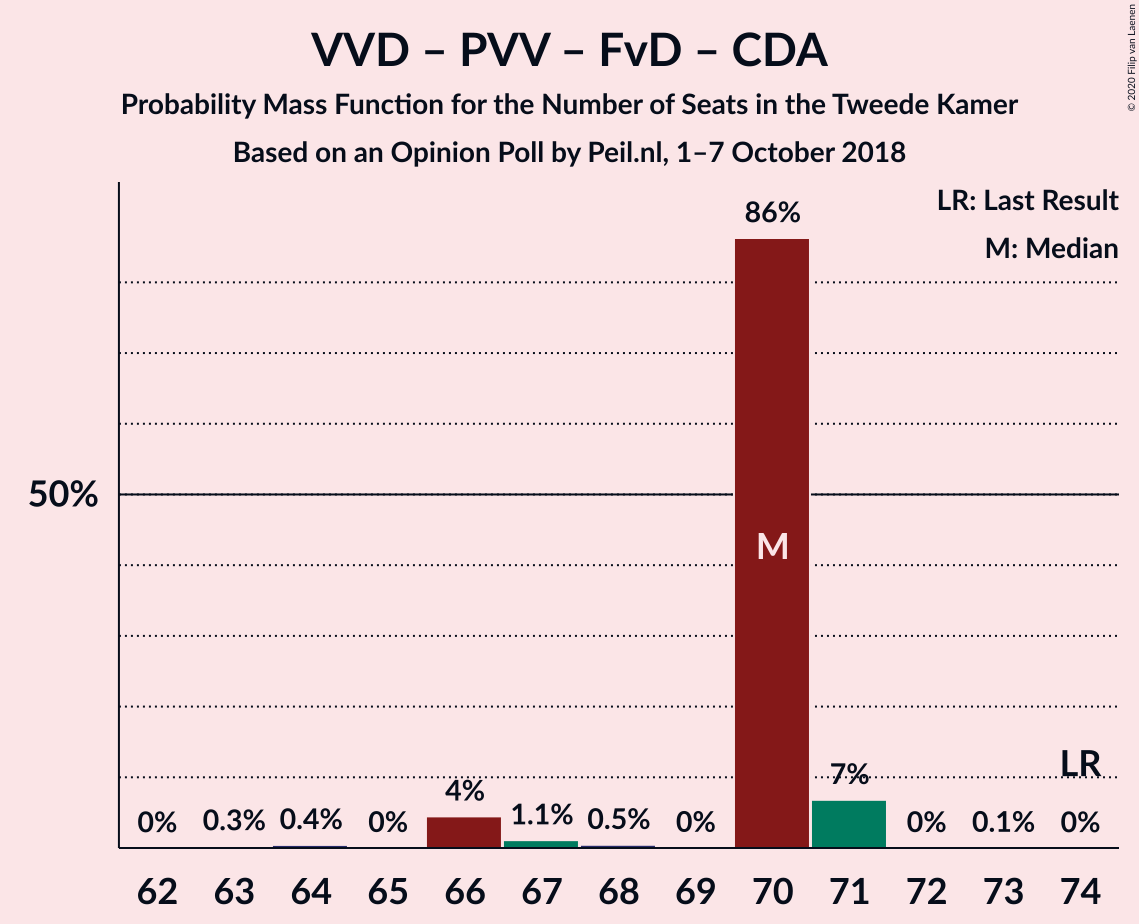 VVD – PVV – FvD – CDA
Probability Mass Function for the Number of Seats in the Tweede Kamer
Based on an Opinion Poll by Peil.nl, 1–7 October 2018
© 2020 Filip van Laenen
LR: Last Result
M: Median
86%
50%
M
LR
0% 0.3% 0.4% 0% 4% 1.1% 0.5% 0% 7% 0% 0.1% 0%
62 63 64 65 66 67 68 69 70 71 72 73 74